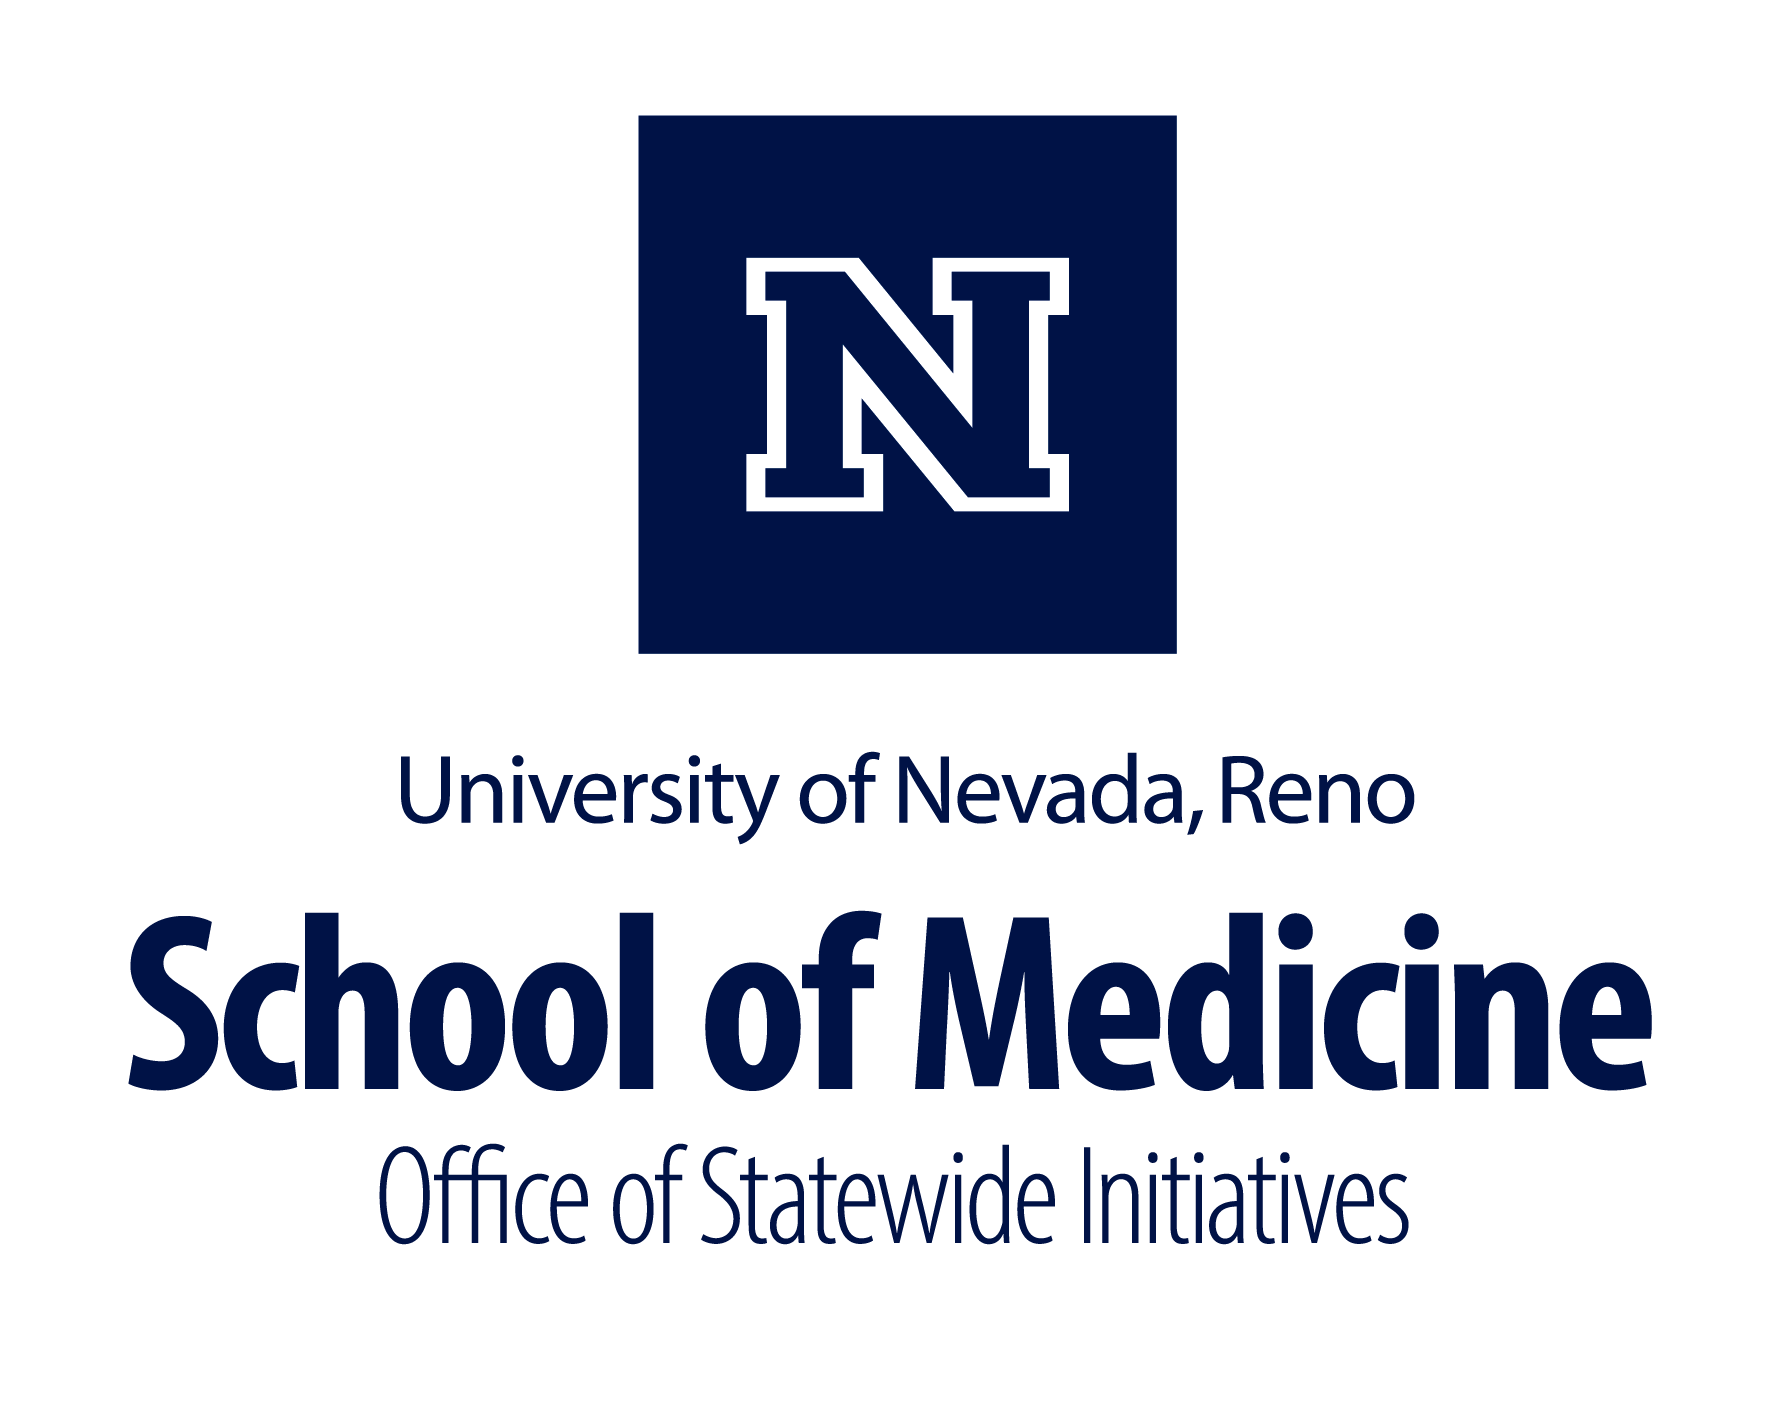 N
University of Nevada, Reno
School of Medicine
Office of Statewide Initiatives